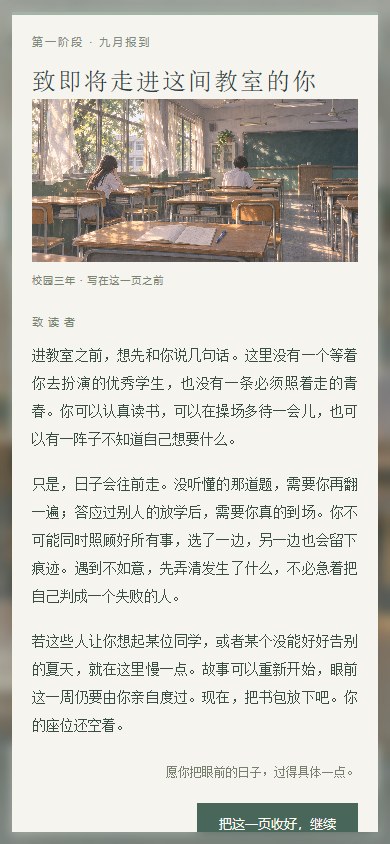 第一阶段 · 九月报到
致即将走进这间教室的你
校园三年 · 写在这一页之前
致读者
进教室之前，想先和你说几句话。这里没有一个等着
你去扮演的优秀学生，也没有一条必须照着走的青
春。你可以认真读书，可以在操场多待一会儿，也可
以有一阵子不知道自己想要什么。
只是，日子会往前走。没听懂的那道题，需要你再翻
一遍；答应过别人的放学后，需要你真的到场。你不
可能同时照顾好所有事，选了一边，另一边也会留下
痕迹。遇到不如意，先弄清发生了什么，不必急着把
自己判成一个失败的人。
若这些人让你想起某位同学，或者某个没能好好告别
的夏天，就在这里慢一点。故事可以重新开始，眼前
这一周仍要由你亲自度过。现在，把书包放下吧。你
的座位还空着。
愿你把眼前的日子，过得具体一点。
把这一页收好，继续